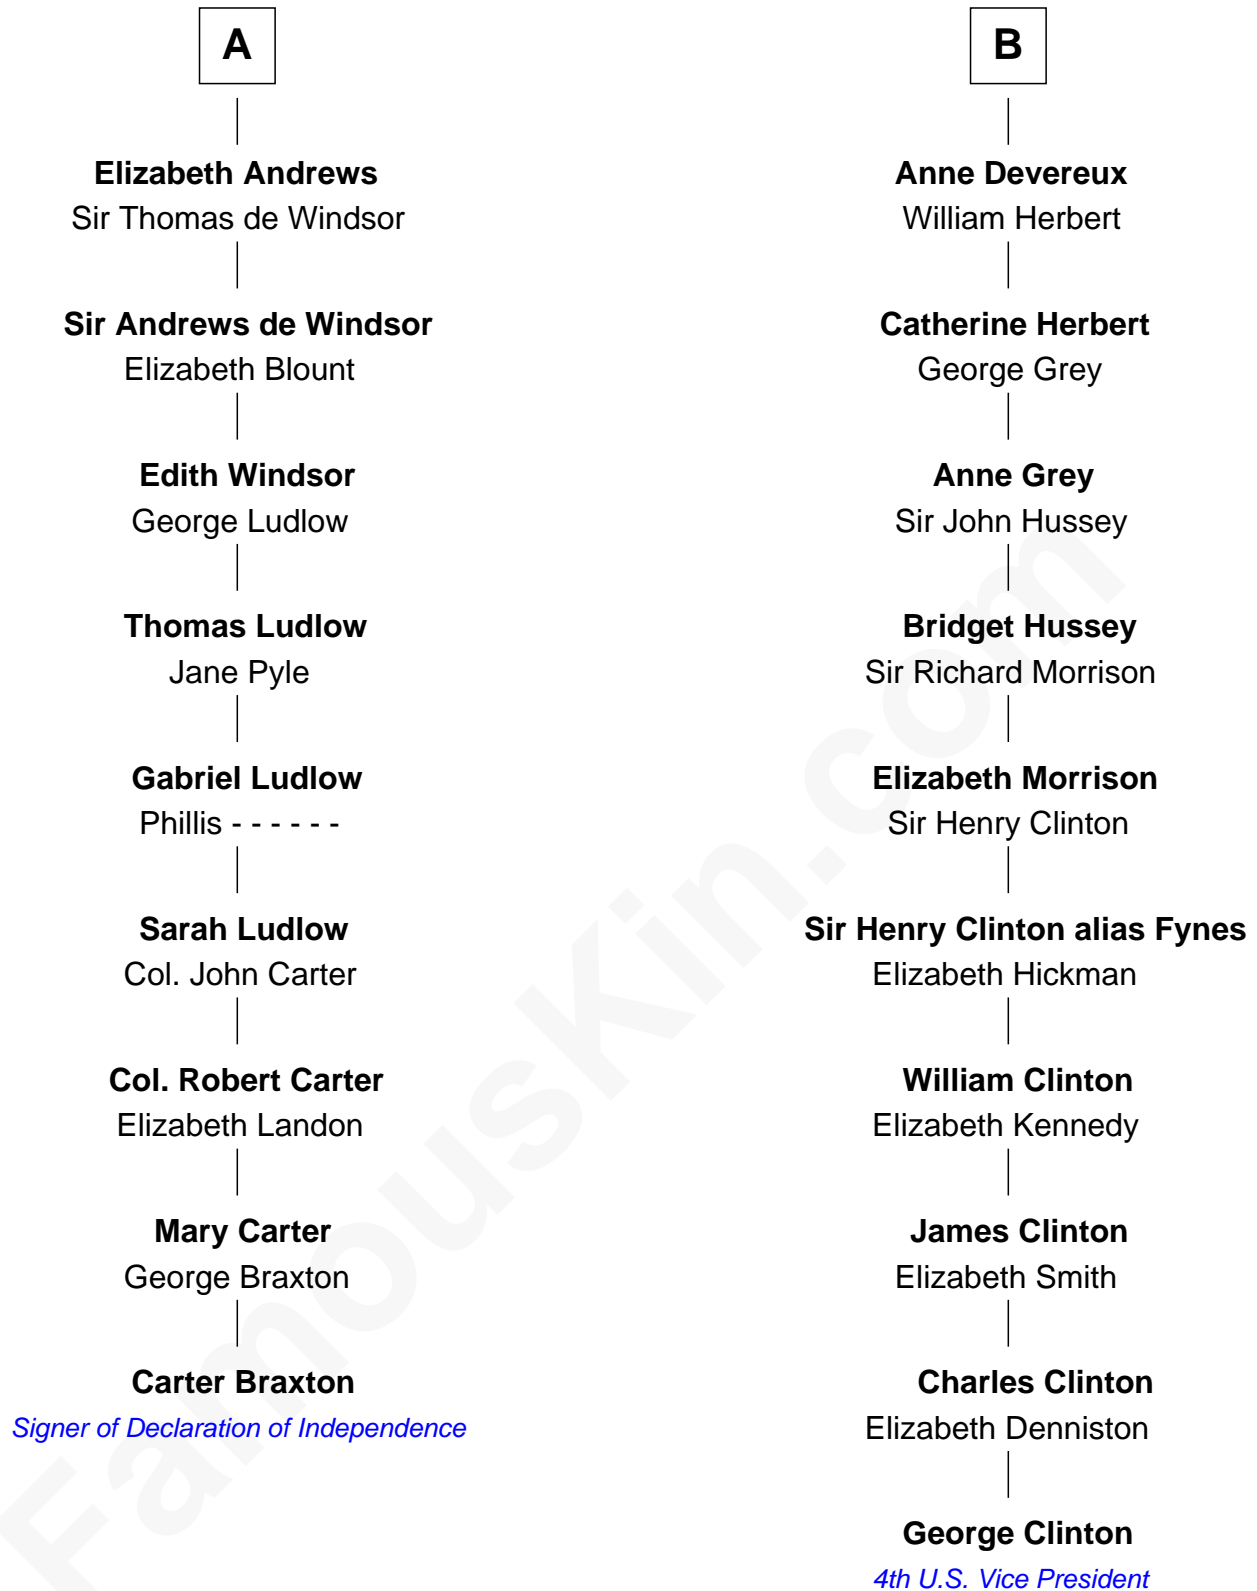 A
Elizabeth Andrews
Sir Thomas de Windsor
Sir Andrews de Windsor
Elizabeth Blount
Edith Windsor
George Ludlow
Thomas Ludlow
Jane Pyle
Gabriel Ludlow
Phillis - - - - - -
Sarah Ludlow
Col. John Carter
Col. Robert Carter
Elizabeth Landon
Mary Carter
George Braxton
Carter Braxton
Signer of Declaration of Independence
B
Anne Devereux
William Herbert
Catherine Herbert
George Grey
Anne Grey
Sir John Hussey
Bridget Hussey
Sir Richard Morrison
Elizabeth Morrison
Sir Henry Clinton
Sir Henry Clinton alias Fynes
Elizabeth Hickman
William Clinton
Elizabeth Kennedy
James Clinton
Elizabeth Smith
Charles Clinton
Elizabeth Denniston
George Clinton
4th U.S. Vice President
FamousKin.com